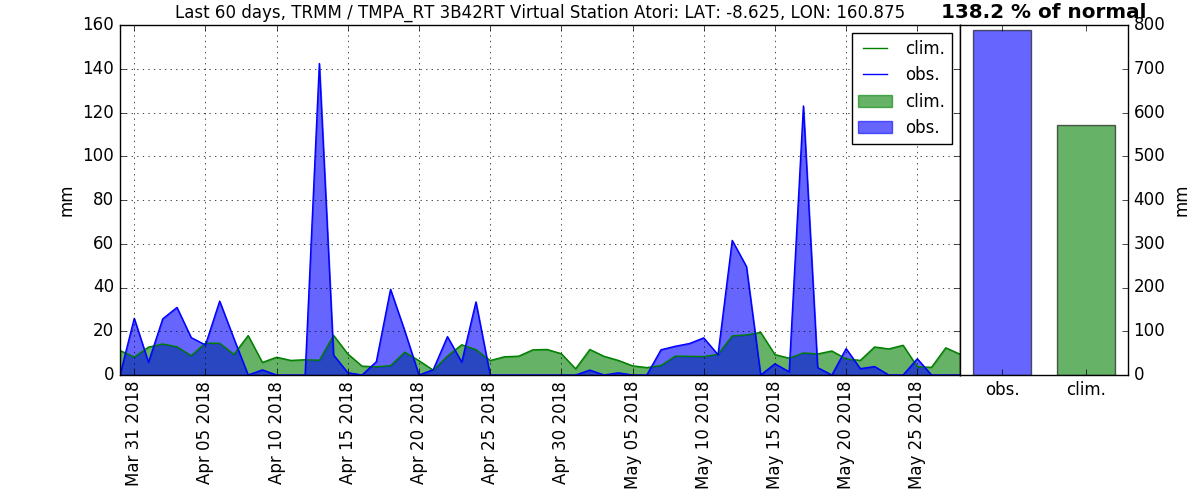 Last 60 days, TRMM / TMPA_RT 3B42RT Virtual Station Atori: LAT: -8.625, LON: 160.875
138.2 % of normal
160
140
120
100
80
60
40
20
0
mm
clim.
obs.
clim.
obs.
800
700
600
500
400
300
200
100
0
mm
Mar 31 2018
Apr 05 2018
Apr 10 2018
Apr 15 2018
Apr 20 2018
Apr 25 2018
Apr 30 2018
May 05 2018
May 10 2018
May 15 2018
May 20 2018
May 25 2018
obs.
clim.